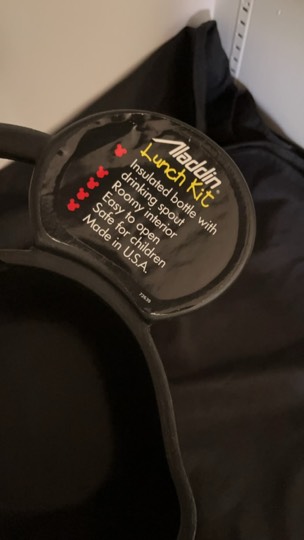 Aladdin
Lunch Kit
Insulated bottle with
drinking spout
Roomy interior
Easy to open
Safe for children
Made in U.S.A.